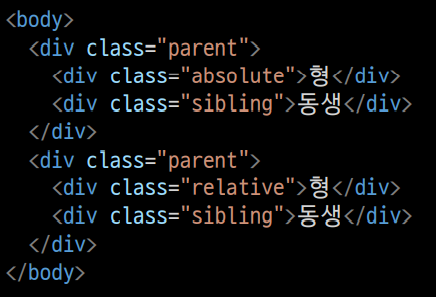 <body>
<div class="parent">
<div class="absolute">형</div>
<div class="sibling">동생</div>
</div>
<div class="parent">
<div class="relative">형</div>
<div class="sibling">동생</div>
</div>
</body>